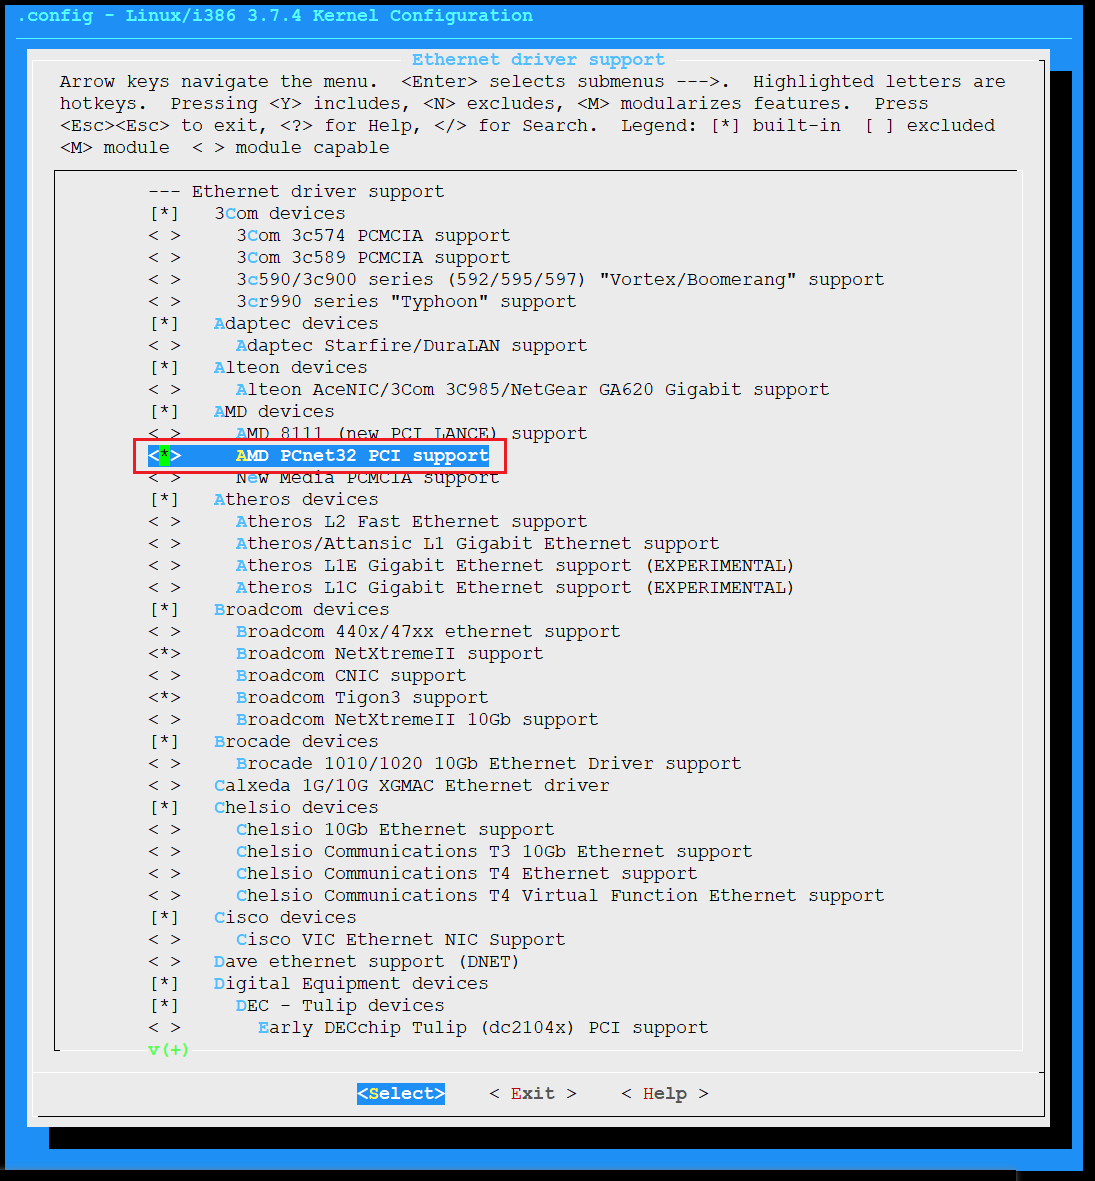 .config - Linux/i386 3.7.4 Kernel Configuration
Ethernet driver support
Arrow keys navigate the menu.  <Enter> selects submenus --->.  Highlighted letters are
hotkeys.  Pressing <Y> includes, <N> excludes, <M> modularizes features.  Press
<Esc><Esc> to exit, <?> for Help, </> for Search.  Legend: [*] built-in  [ ] excluded
<M> module  < > module capable
--- Ethernet driver support
[*]   3Com devices
< >     3Com 3c574 PCMCIA support
< >     3Com 3c589 PCMCIA support
< >     3c590/3c900 series (592/595/597) "Vortex/Boomerang" support
< >     3cr990 series "Typhoon" support
[*]   Adaptec devices
< >     Adaptec Starfire/DuraLAN support
[*]   Alteon devices
< >     Alteon AceNIC/3Com 3C985/NetGear GA620 Gigabit support
[*]   AMD devices
< >     AMD 8111 (new PCI LANCE) support
<*>     AMD PCnet32 PCI support
< >     New Media PCMCIA support
[*]   Atheros devices
< >     Atheros L2 Fast Ethernet support
< >     Atheros/Attansic L1 Gigabit Ethernet support
< >     Atheros L1E Gigabit Ethernet support (EXPERIMENTAL)
< >     Atheros L1C Gigabit Ethernet support (EXPERIMENTAL)
[*]   Broadcom devices
< >     Broadcom 440x/47xx ethernet support
<*>     Broadcom NetXtremeII support
< >     Broadcom CNIC support
<*>     Broadcom Tigon3 support
< >     Broadcom NetXtremeII 10Gb support
[*]   Brocade devices
< >     Brocade 1010/1020 10Gb Ethernet Driver support
< >   Calxeda 1G/10G XGMAC Ethernet driver
[*]   Chelsio devices
< >     Chelsio 10Gb Ethernet support
< >     Chelsio Communications T3 10Gb Ethernet support
< >     Chelsio Communications T4 Ethernet support
< >     Chelsio Communications T4 Virtual Function Ethernet support
[*]   Cisco devices
< >     Cisco VIC Ethernet NIC Support
< >   Dave ethernet support (DNET)
[*]   Digital Equipment devices
[*]     DEC - Tulip devices
< >       Early DECchip Tulip (dc2104x) PCI support
v(+)
<Select>    < Exit >    < Help >